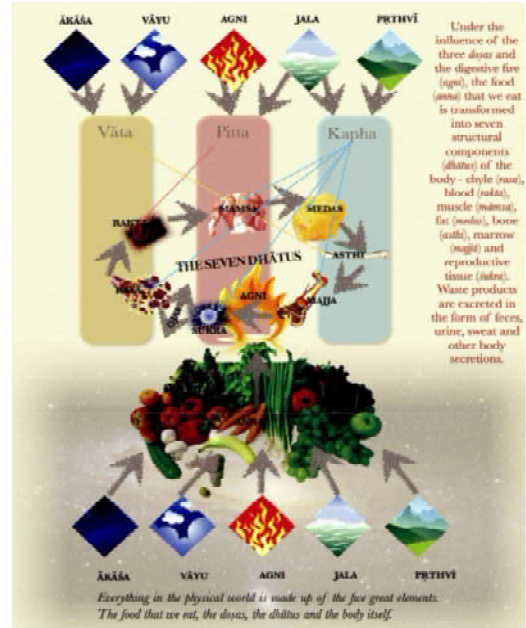 ĀKĀŚA VĀYU AGNI JALA PṚTHVĪ
Under the
influence of the
three doṣas and
the digestive fire
(agni), the food
(anna) that we eat
is transformed
into seven
structural
components
(dhātus) of the
body - chyle (rasa),
blood (rakta),
muscle (māmsa),
fat (medas), bone
(asthi), marrow
(majjā) and
reproductive
tissue (śukra).
Waste products
are excreted in
the form of feces,
urine, sweat and
other body
secretions.
Vāta Pitta Kapha
MĀMSA MEDAS
ASTHI
THE SEVEN DHĀTUS
AGNI
MAJJA
ŚUKRA
ĀKĀŚA VĀYU AGNI JALA PṚTHVĪ
Everything in the physical world is made up of the five great elements.
The food that we eat, the doṣas, the dhātus and the body itself.